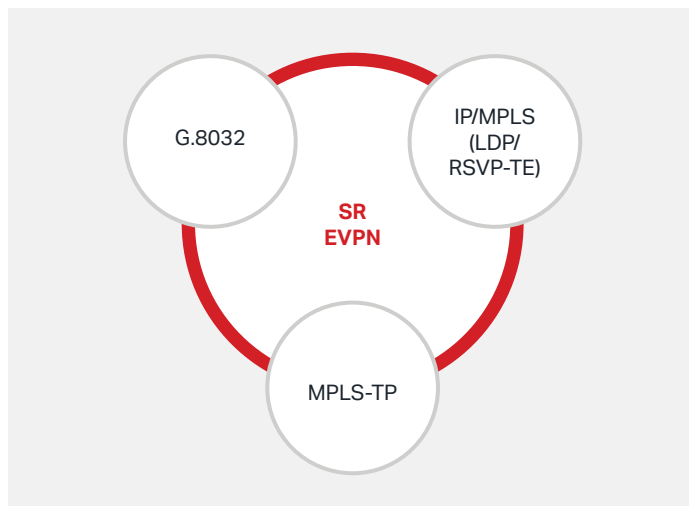 G.8032
IP/MPLS
(LDP/
RSVP-TE)
SR
EVPN
MPLS-TP